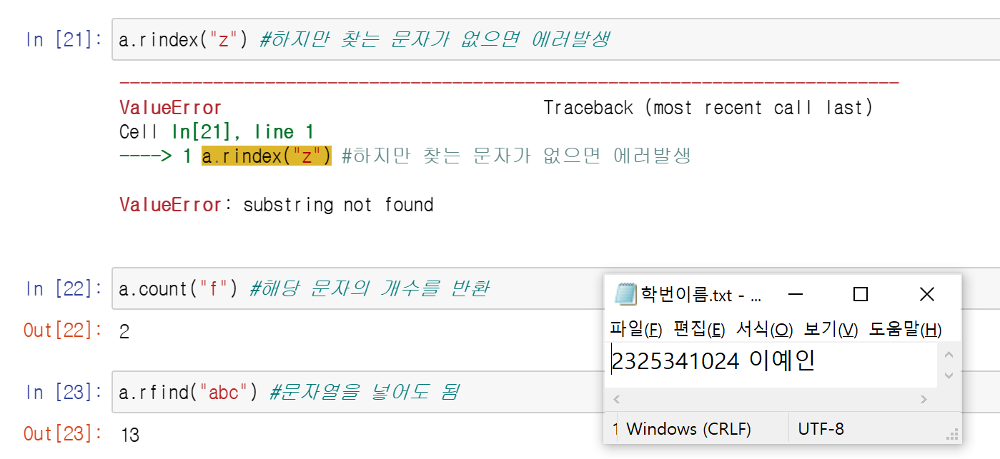 In [21]: a.rindex("z") #하지만 찾는 문자가 없으면 에러발생
---------------------------------------------------------------------------
ValueError Traceback (most recent call last)
Cell In[21], line 1
----> 1 a.rindex("z") #하지만 찾는 문자가 없으면 에러발생
ValueError: substring not found
In [22]: a.count("f") #해당 문자의 개수를 반환
Out[22]: 2
In [23]: a.rfind("abc") #문자열을 넣어도 됨
Out[23]: 13
학번이름.txt - ...
파일(F) 편집(E) 서식(O) 보기(V) 도움말(H)
2325341024 이예인
1 Windows (CRLF) UTF-8